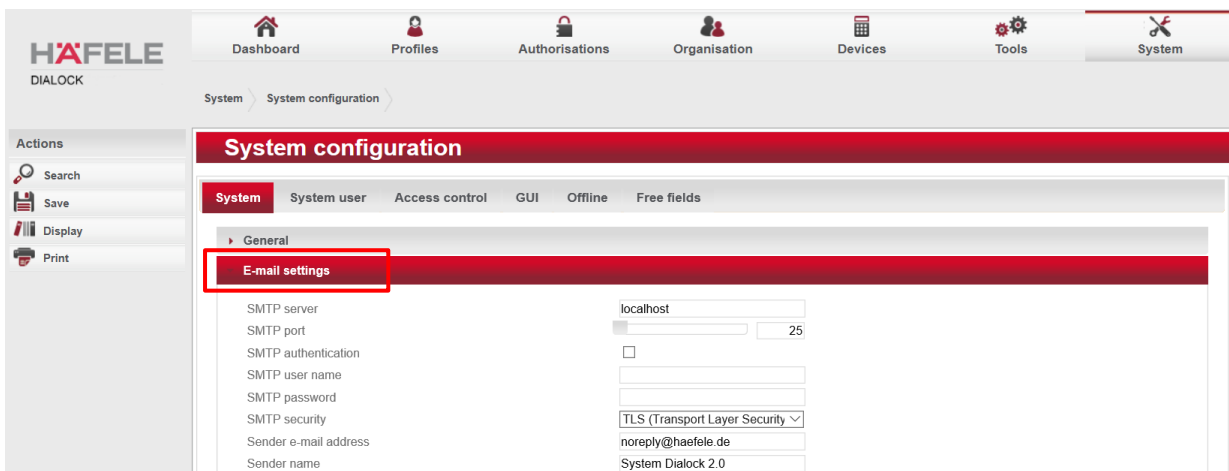 HÄFELE
DIALOCK
Dashboard Profiles Authorisations Organisation Devices Tools System
System System configuration
Actions
Search
Save
Display
Print
System configuration
System System user Access control GUI Offline Free fields
General
E-mail settings
SMTP server localhost
SMTP port 25
SMTP authentication
SMTP user name
SMTP password
SMTP security TLS (Transport Layer Security
Sender e-mail address noreply@haefele.de
Sender name System Dialock 2.0